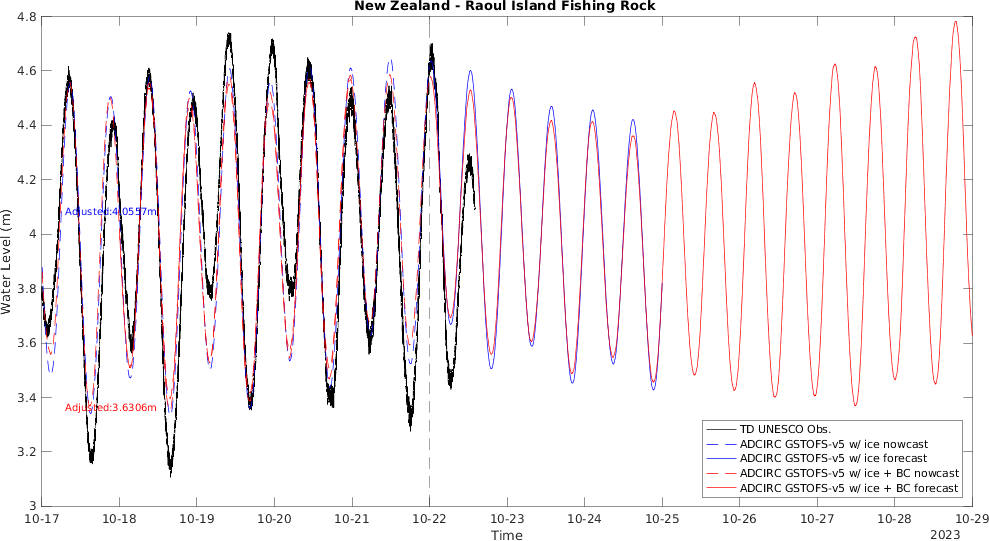 New Zealand - Raoul Island Fishing Rock
4.8
4.6
4.4
4.2
4
3.8
3.6
3.4
3.2
3
Water Level (m)
Adjusted:4.0557m
Adjusted:3.6306m
TD UNESCO Obs.
ADCIRC GSTOFS-v5 w/ ice nowcast
ADCIRC GSTOFS-v5 w/ ice forecast
ADCIRC GSTOFS-v5 w/ ice + BC nowcast
ADCIRC GSTOFS-v5 w/ ice + BC forecast
10-17 10-18 10-19 10-20 10-21 10-22 10-23 10-24 10-25 10-26 10-27 10-28 10-29
Time
2023